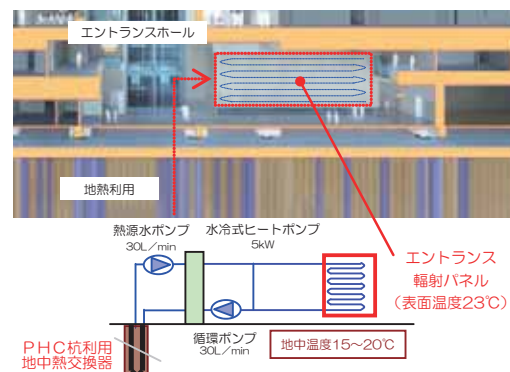 エントランスホール
地熱利用
熱源水ポンプ
30L/min
水冷式ヒートポンプ
5kW
エントランス
輻射パネル
(表面温度23℃)
循環ポンプ
30L/min
地中温度15~20℃
PHC杭利用
地中熱交換器